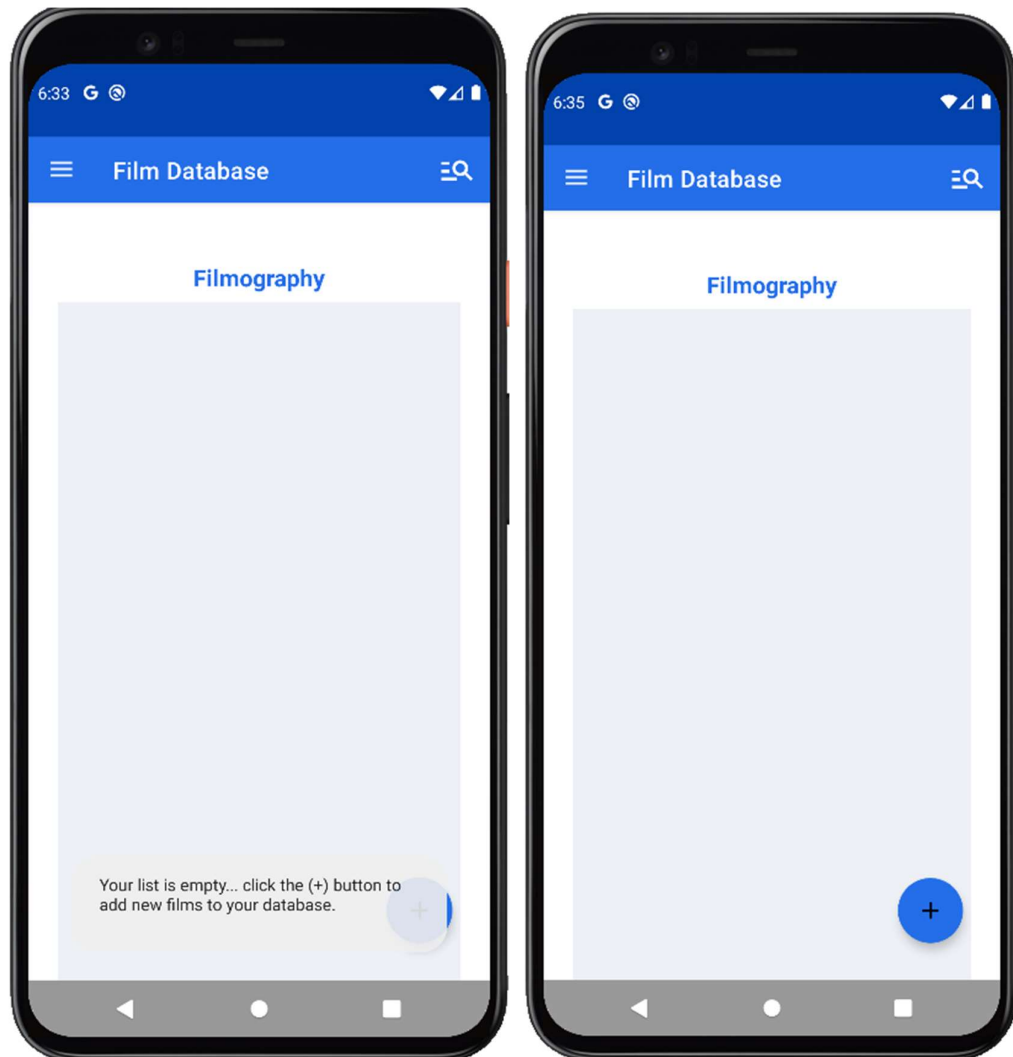 6:33 G
Film Database
Filmography
Your list is empty... click the (+) button to
add new films to your database.
+
6:35 G
Film Database
Filmography
+